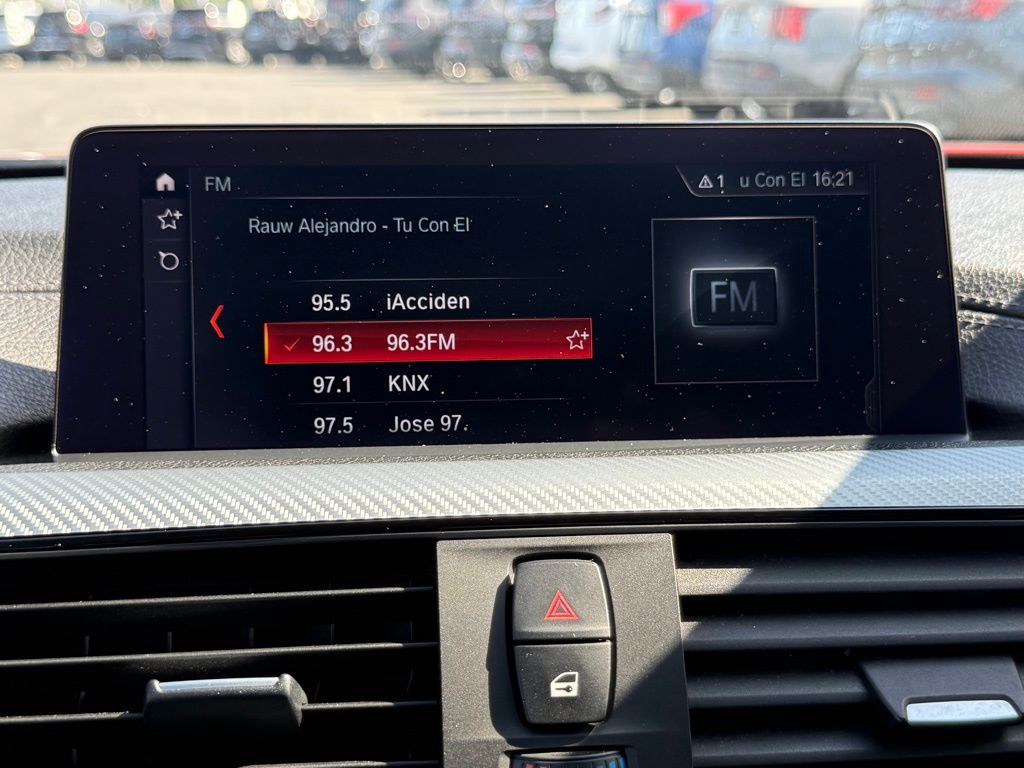 FM
1 u Con El 16:21
Rauw Alejandro - Tu Con El
95.5 iAcciden
96.3 96.3FM
97.1 KNX
97.5 Jose 97.
FM